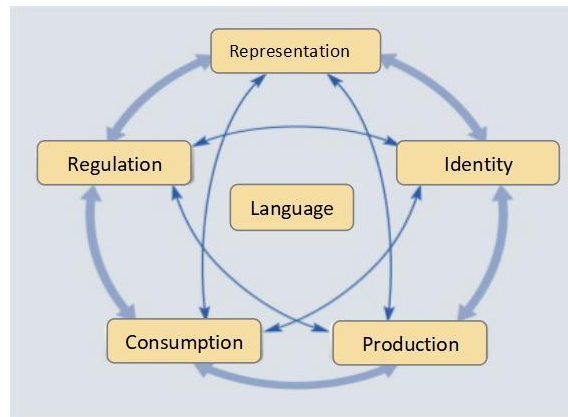 Representation
Regulation
Identity
Language
Consumption
Production